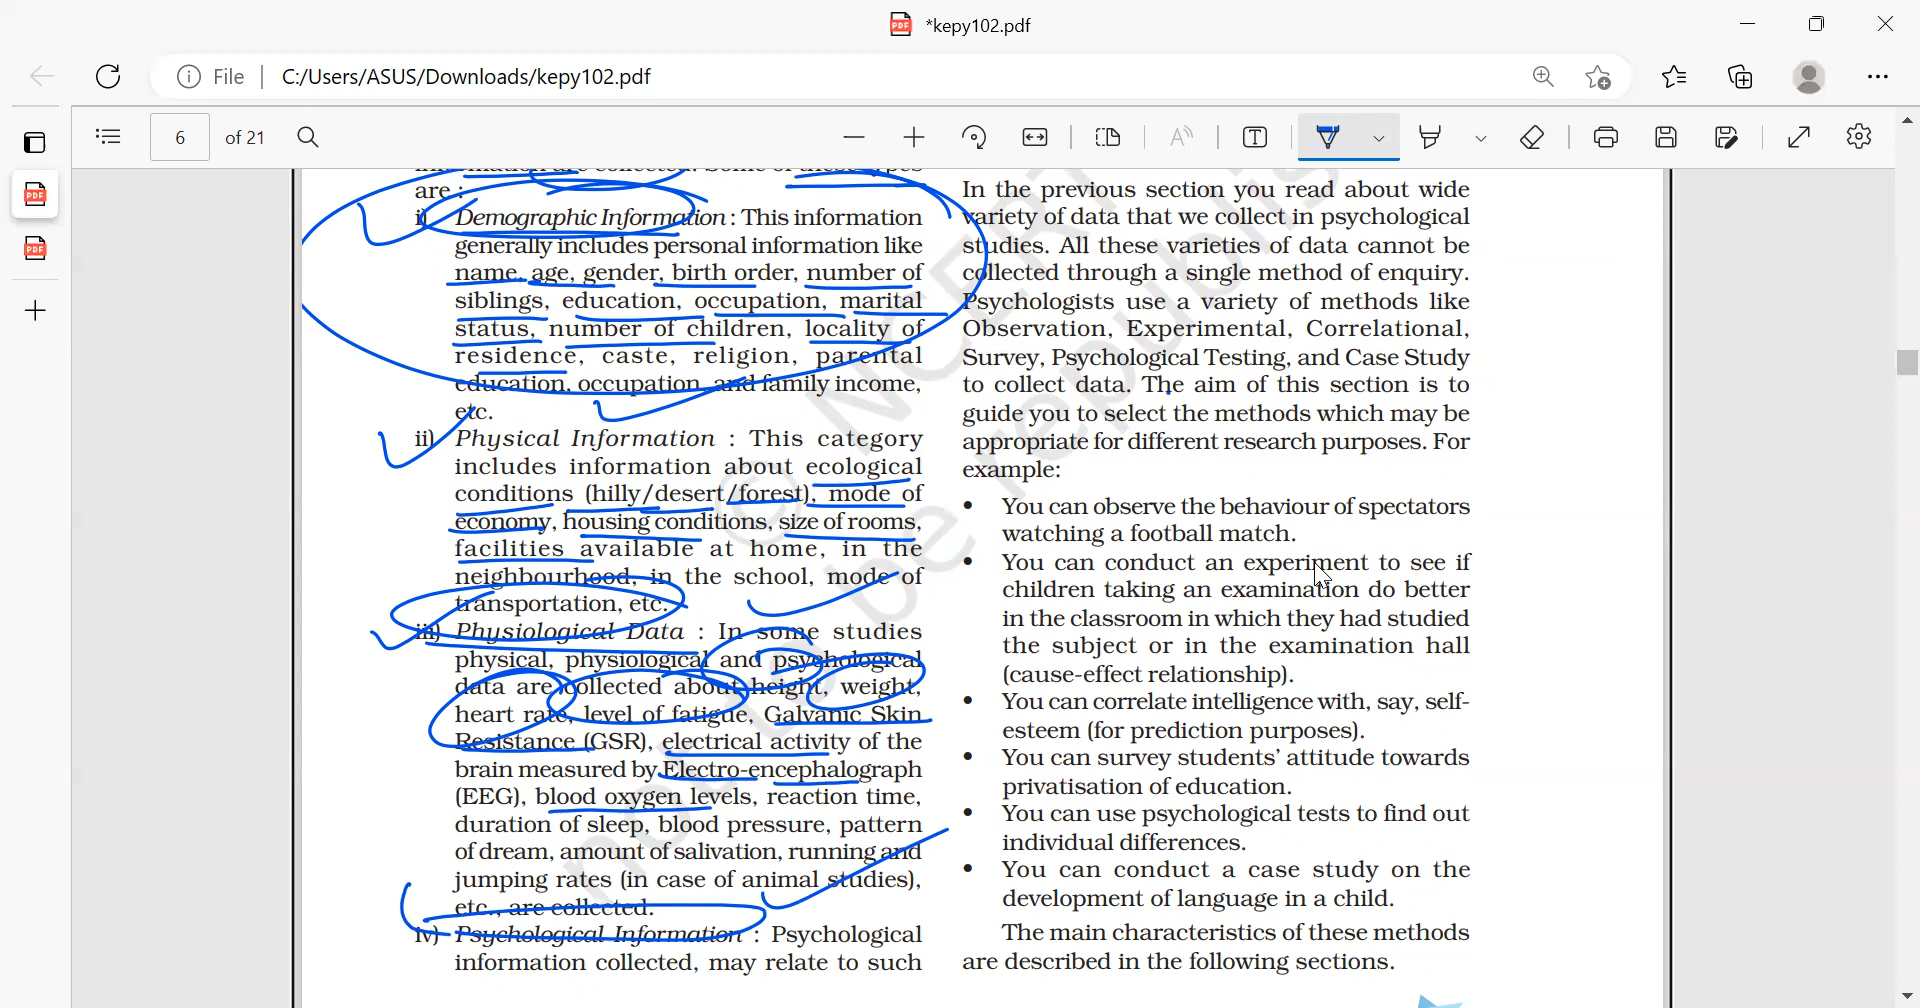 *kepy102.pdf
File
C:/Users/ASUS/Downloads/kepy102.pdf
6 of 21
are :
i) Demographic Information : This information
generally includes personal information like
name, age, gender, birth order, number of
siblings, education, occupation, marital
status, number of children, locality of
residence, caste, religion, parental
education, occupation, and family income,
etc.
ii) Physical Information : This category
includes information about ecological
conditions (hilly/desert/forest), mode of
economy, housing conditions, size of rooms,
facilities available at home, in the
neighbourhood, in the school, mode of
transportation, etc.
iii) Physiological Data : In some studies
physical, physiological and psychological
data are collected about height, weight,
heart rate, level of fatigue, Galvanic Skin
Resistance (GSR), electrical activity of the
brain measured by Electro-encephalograph
(EEG), blood oxygen levels, reaction time,
duration of sleep, blood pressure, pattern
of dream, amount of salivation, running and
jumping rates (in case of animal studies),
etc., are collected.
iv) Psychological Information : Psychological
information collected, may relate to such
In the previous section you read about wide
variety of data that we collect in psychological
studies. All these varieties of data cannot be
collected through a single method of enquiry.
Psychologists use a variety of methods like
Observation, Experimental, Correlational,
Survey, Psychological Testing, and Case Study
to collect data. The aim of this section is to
guide you to select the methods which may be
appropriate for different research purposes. For
example:
• You can observe the behaviour of spectators
watching a football match.
• You can conduct an experiment to see if
children taking an examination do better
in the classroom in which they had studied
the subject or in the examination hall
(cause-effect relationship).
• You can correlate intelligence with, say, self-
esteem (for prediction purposes).
• You can survey students' attitude towards
privatisation of education.
• You can use psychological tests to find out
individual differences.
• You can conduct a case study on the
development of language in a child.
The main characteristics of these methods
are described in the following sections.
© NCERT
not to be republis